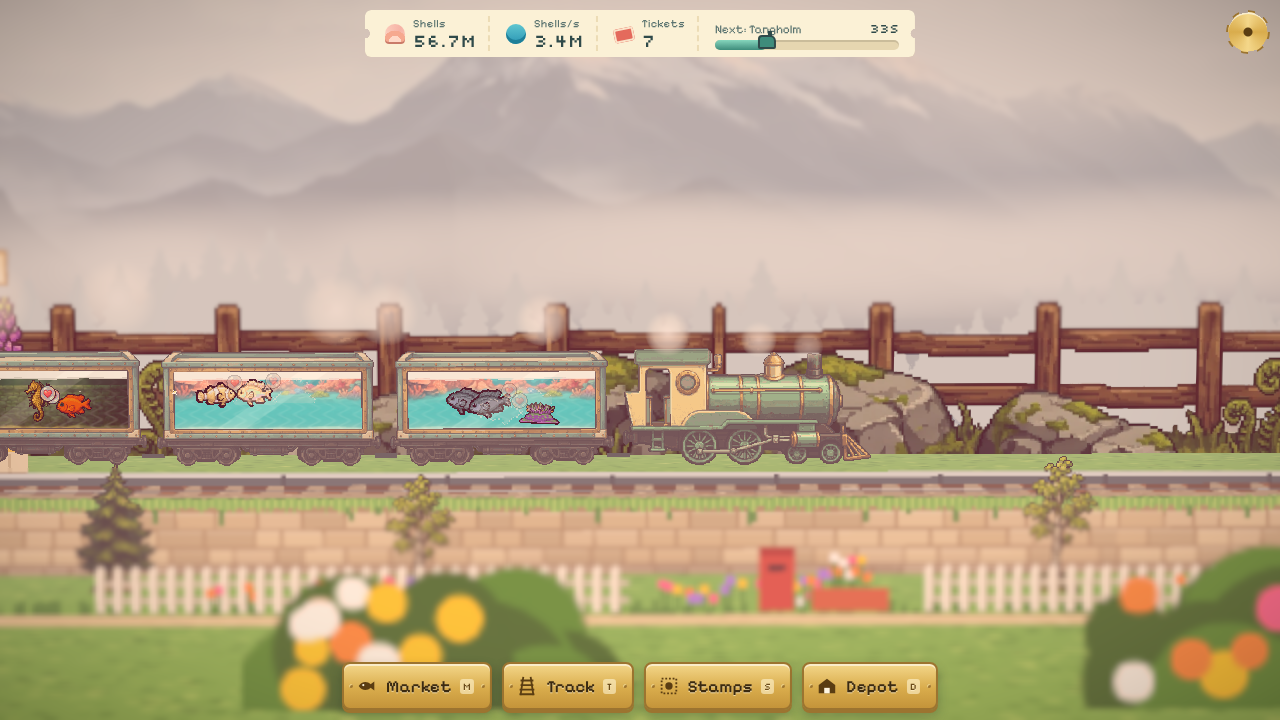 Shells
56.7M
Shells/s
3.4M
Tickets
7
Next: Tangholm
33s
Market M
Track T
Stamps S
Depot D